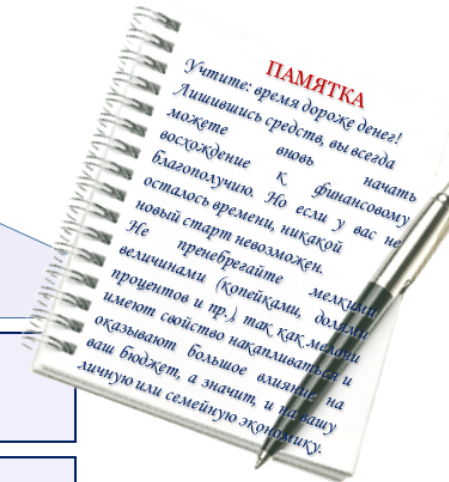 ПАМЯТКА
Учтите: время дороже денег!
Лишившись средств, вы всегда
можете вновь начать
восхождение к финансовому
благополучию. Но если у вас не
осталось времени, никакой
новый старт невозможен.
Не пренебрегайте мелкими
величинами (копейками, долями
процентов и пр.), так как мелочи
имеют свойство накапливаться и
оказывают большое влияние на
ваш бюджет, а значит, и на вашу
личную или семейную экономику.